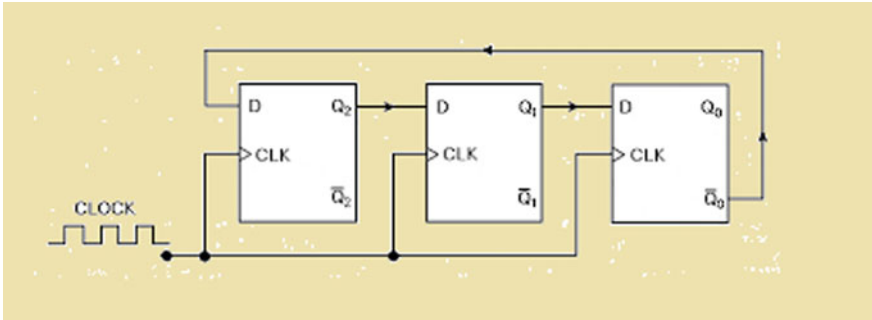 D Q₂ D Q₁ D Q₀
CLK CLK CLK
Q̅₂ Q̅₁ Q̅₀
CLOCK